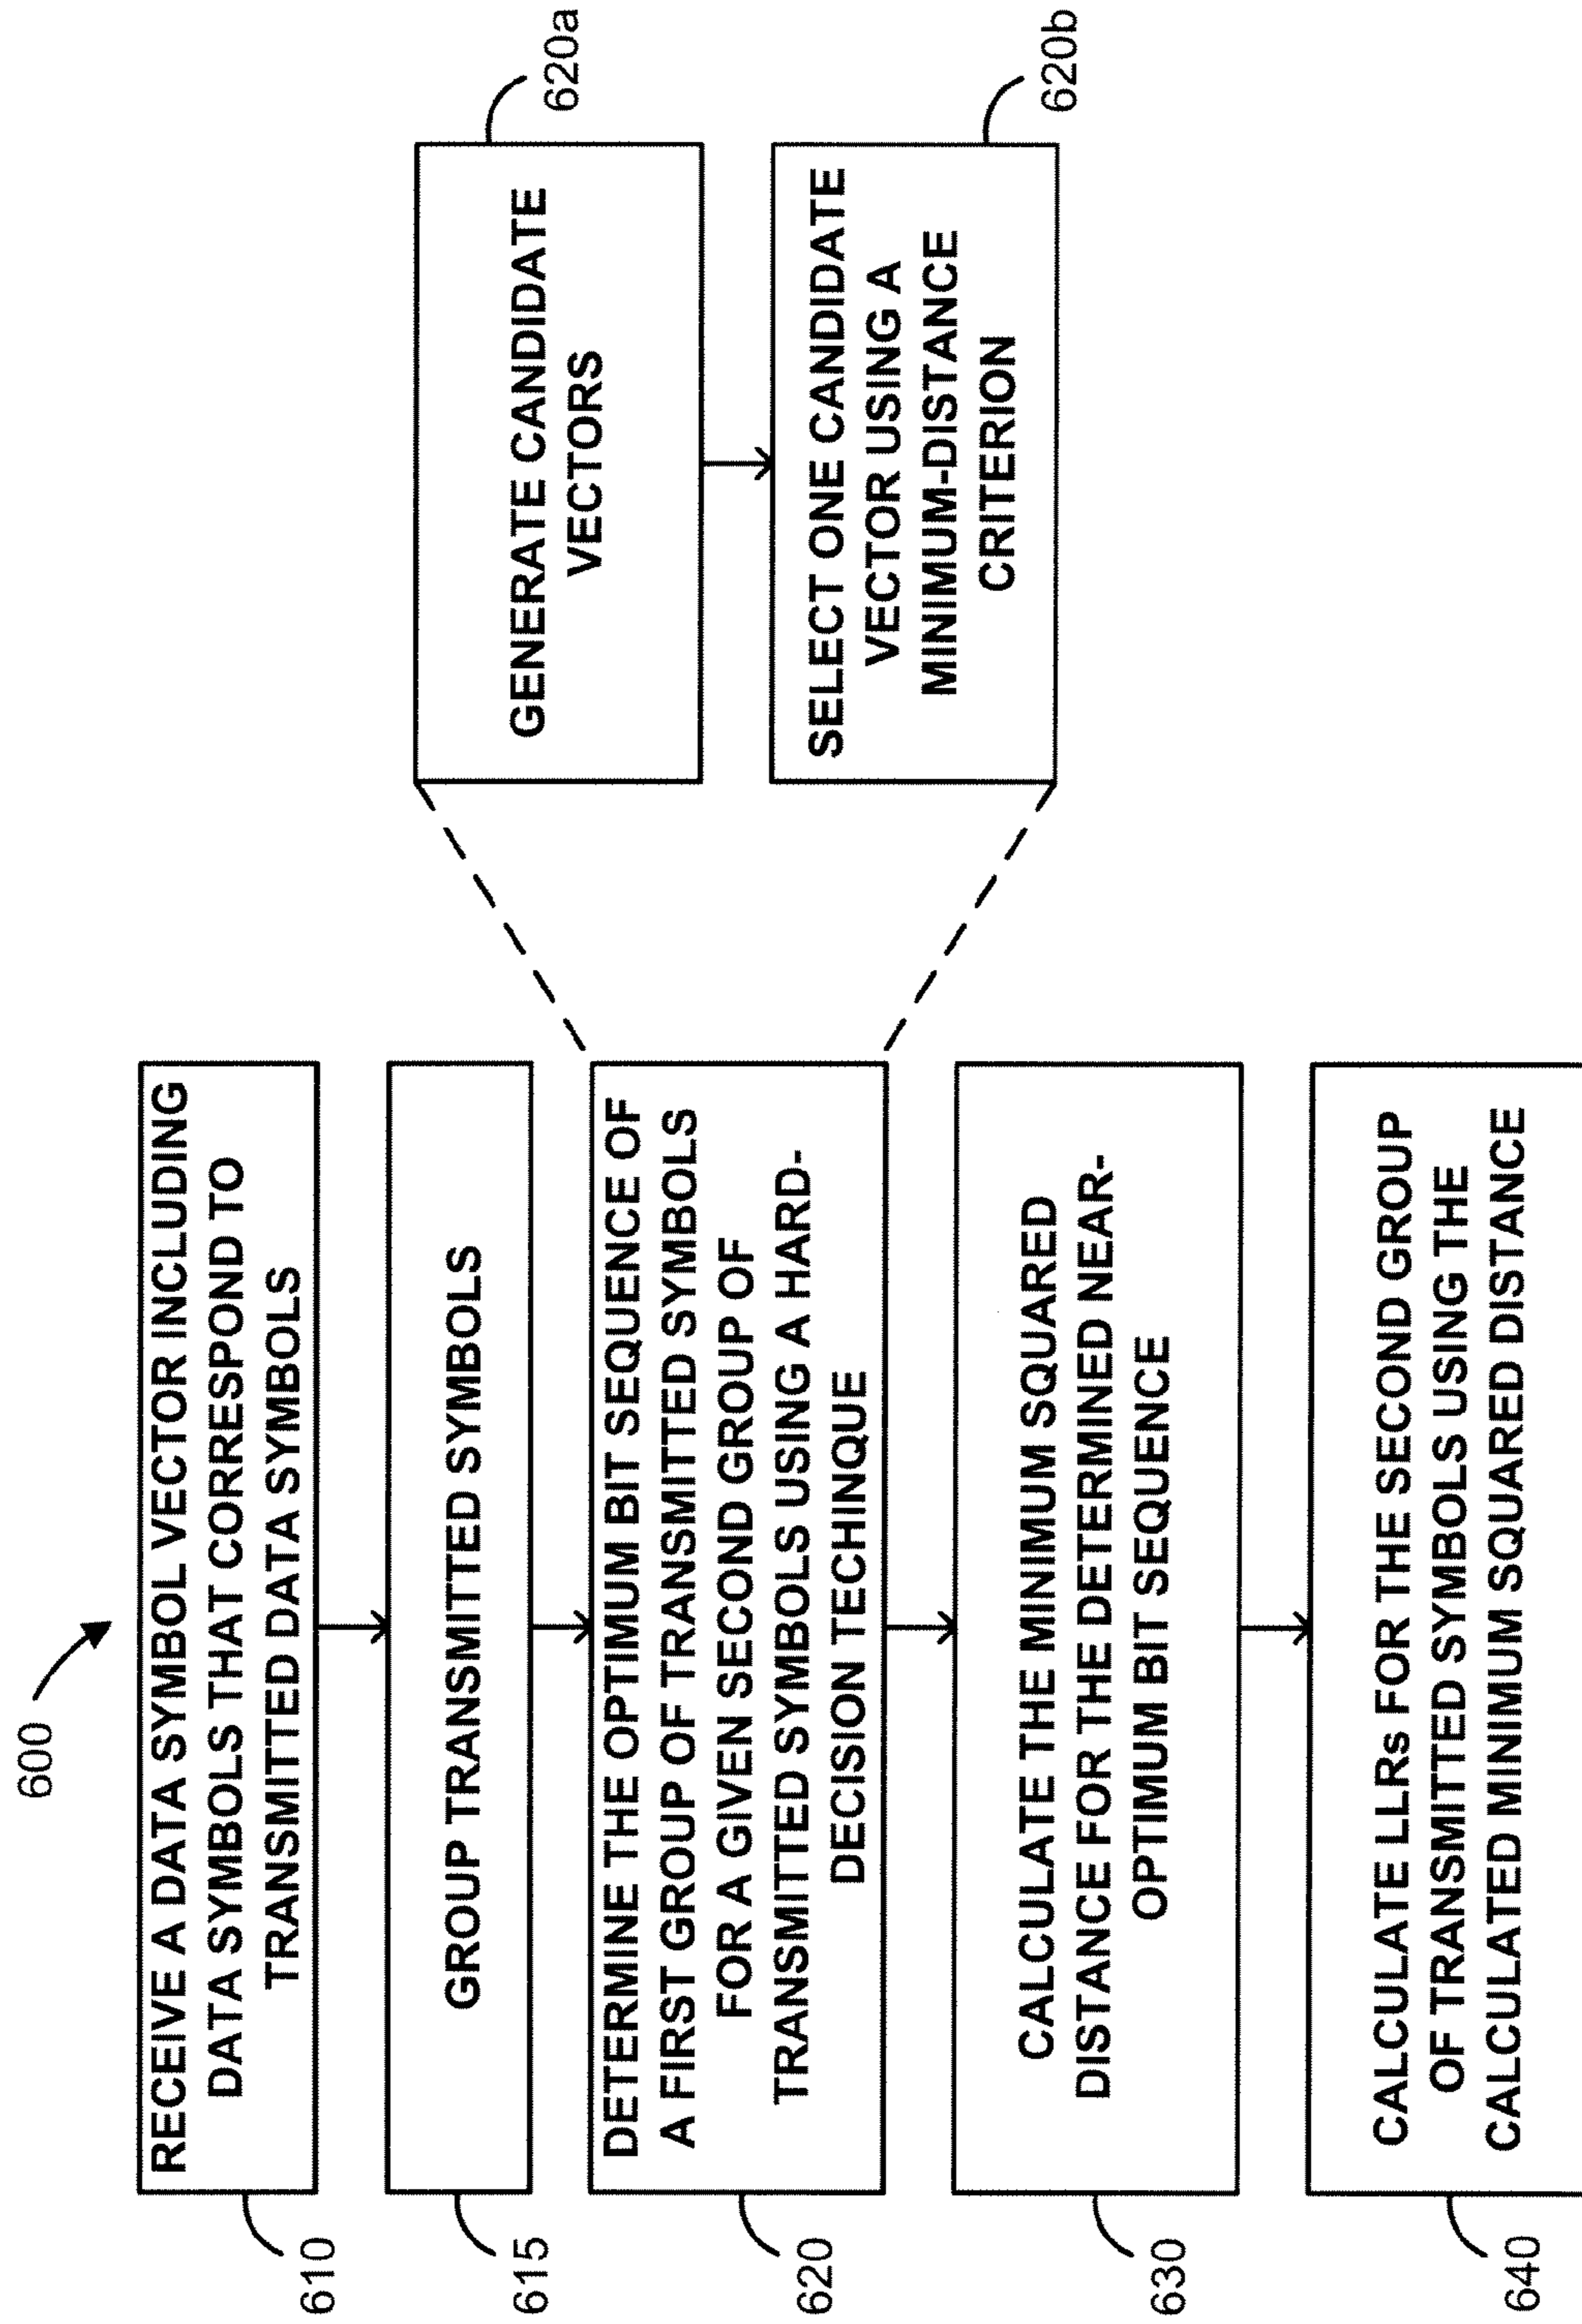 600
610
RECEIVE A DATA SYMBOL VECTOR INCLUDING
DATA SYMBOLS THAT CORRESPOND TO
TRANSMITTED DATA SYMBOLS
615
GROUP TRANSMITTED SYMBOLS
620
DETERMINE THE OPTIMUM BIT SEQUENCE OF
A FIRST GROUP OF TRANSMITTED SYMBOLS
FOR A GIVEN SECOND GROUP OF
TRANSMITTED SYMBOLS USING A HARD-
DECISION TECHINQUE
630
CALCULATE THE MINIMUM SQUARED
DISTANCE FOR THE DETERMINED NEAR-
OPTIMUM BIT SEQUENCE
640
CALCULATE LLRs FOR THE SECOND GROUP
OF TRANSMITTED SYMBOLS USING THE
CALCULATED MINIMUM SQUARED DISTANCE
GENERATE CANDIDATE
VECTORS
620a
SELECT ONE CANDIDATE
VECTOR USING A
MINIMUM-DISTANCE
CRITERION
620b